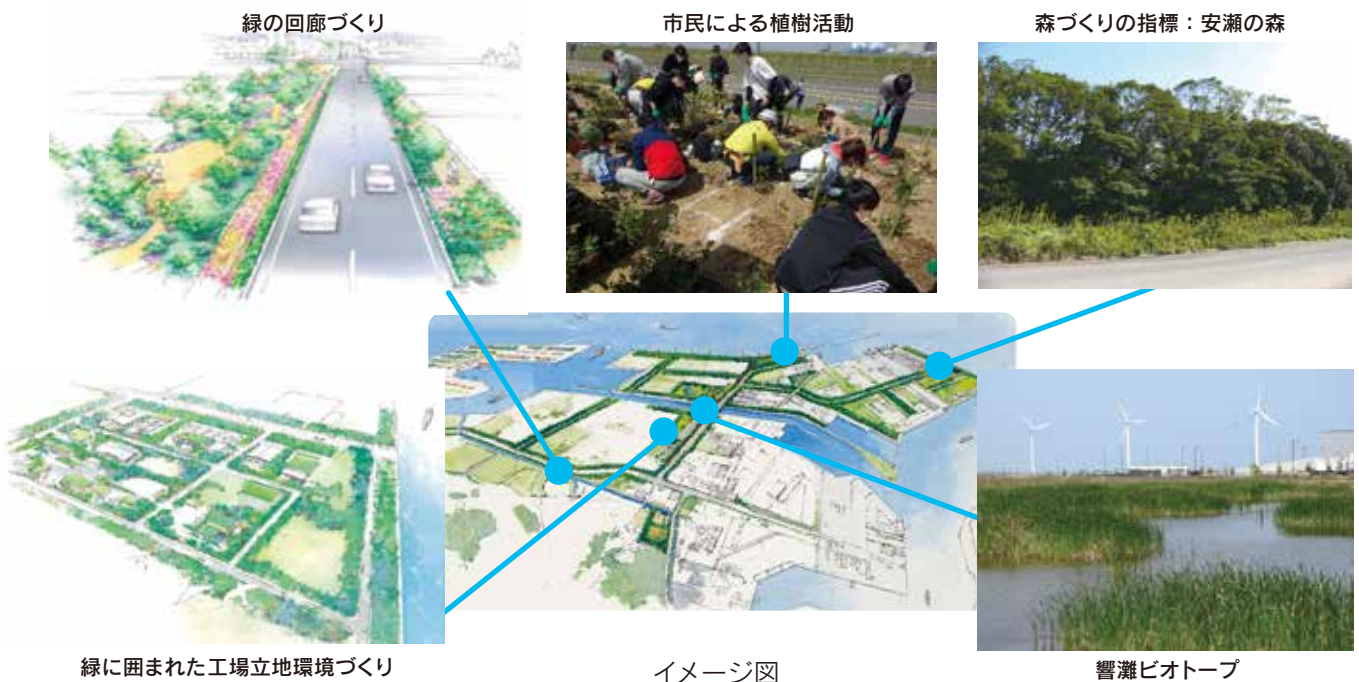 緑の回廊づくり
市民による植樹活動
森づくりの指標：安瀬の森
緑に囲まれた工場立地環境づくり
イメージ図
響灘ビオトープ